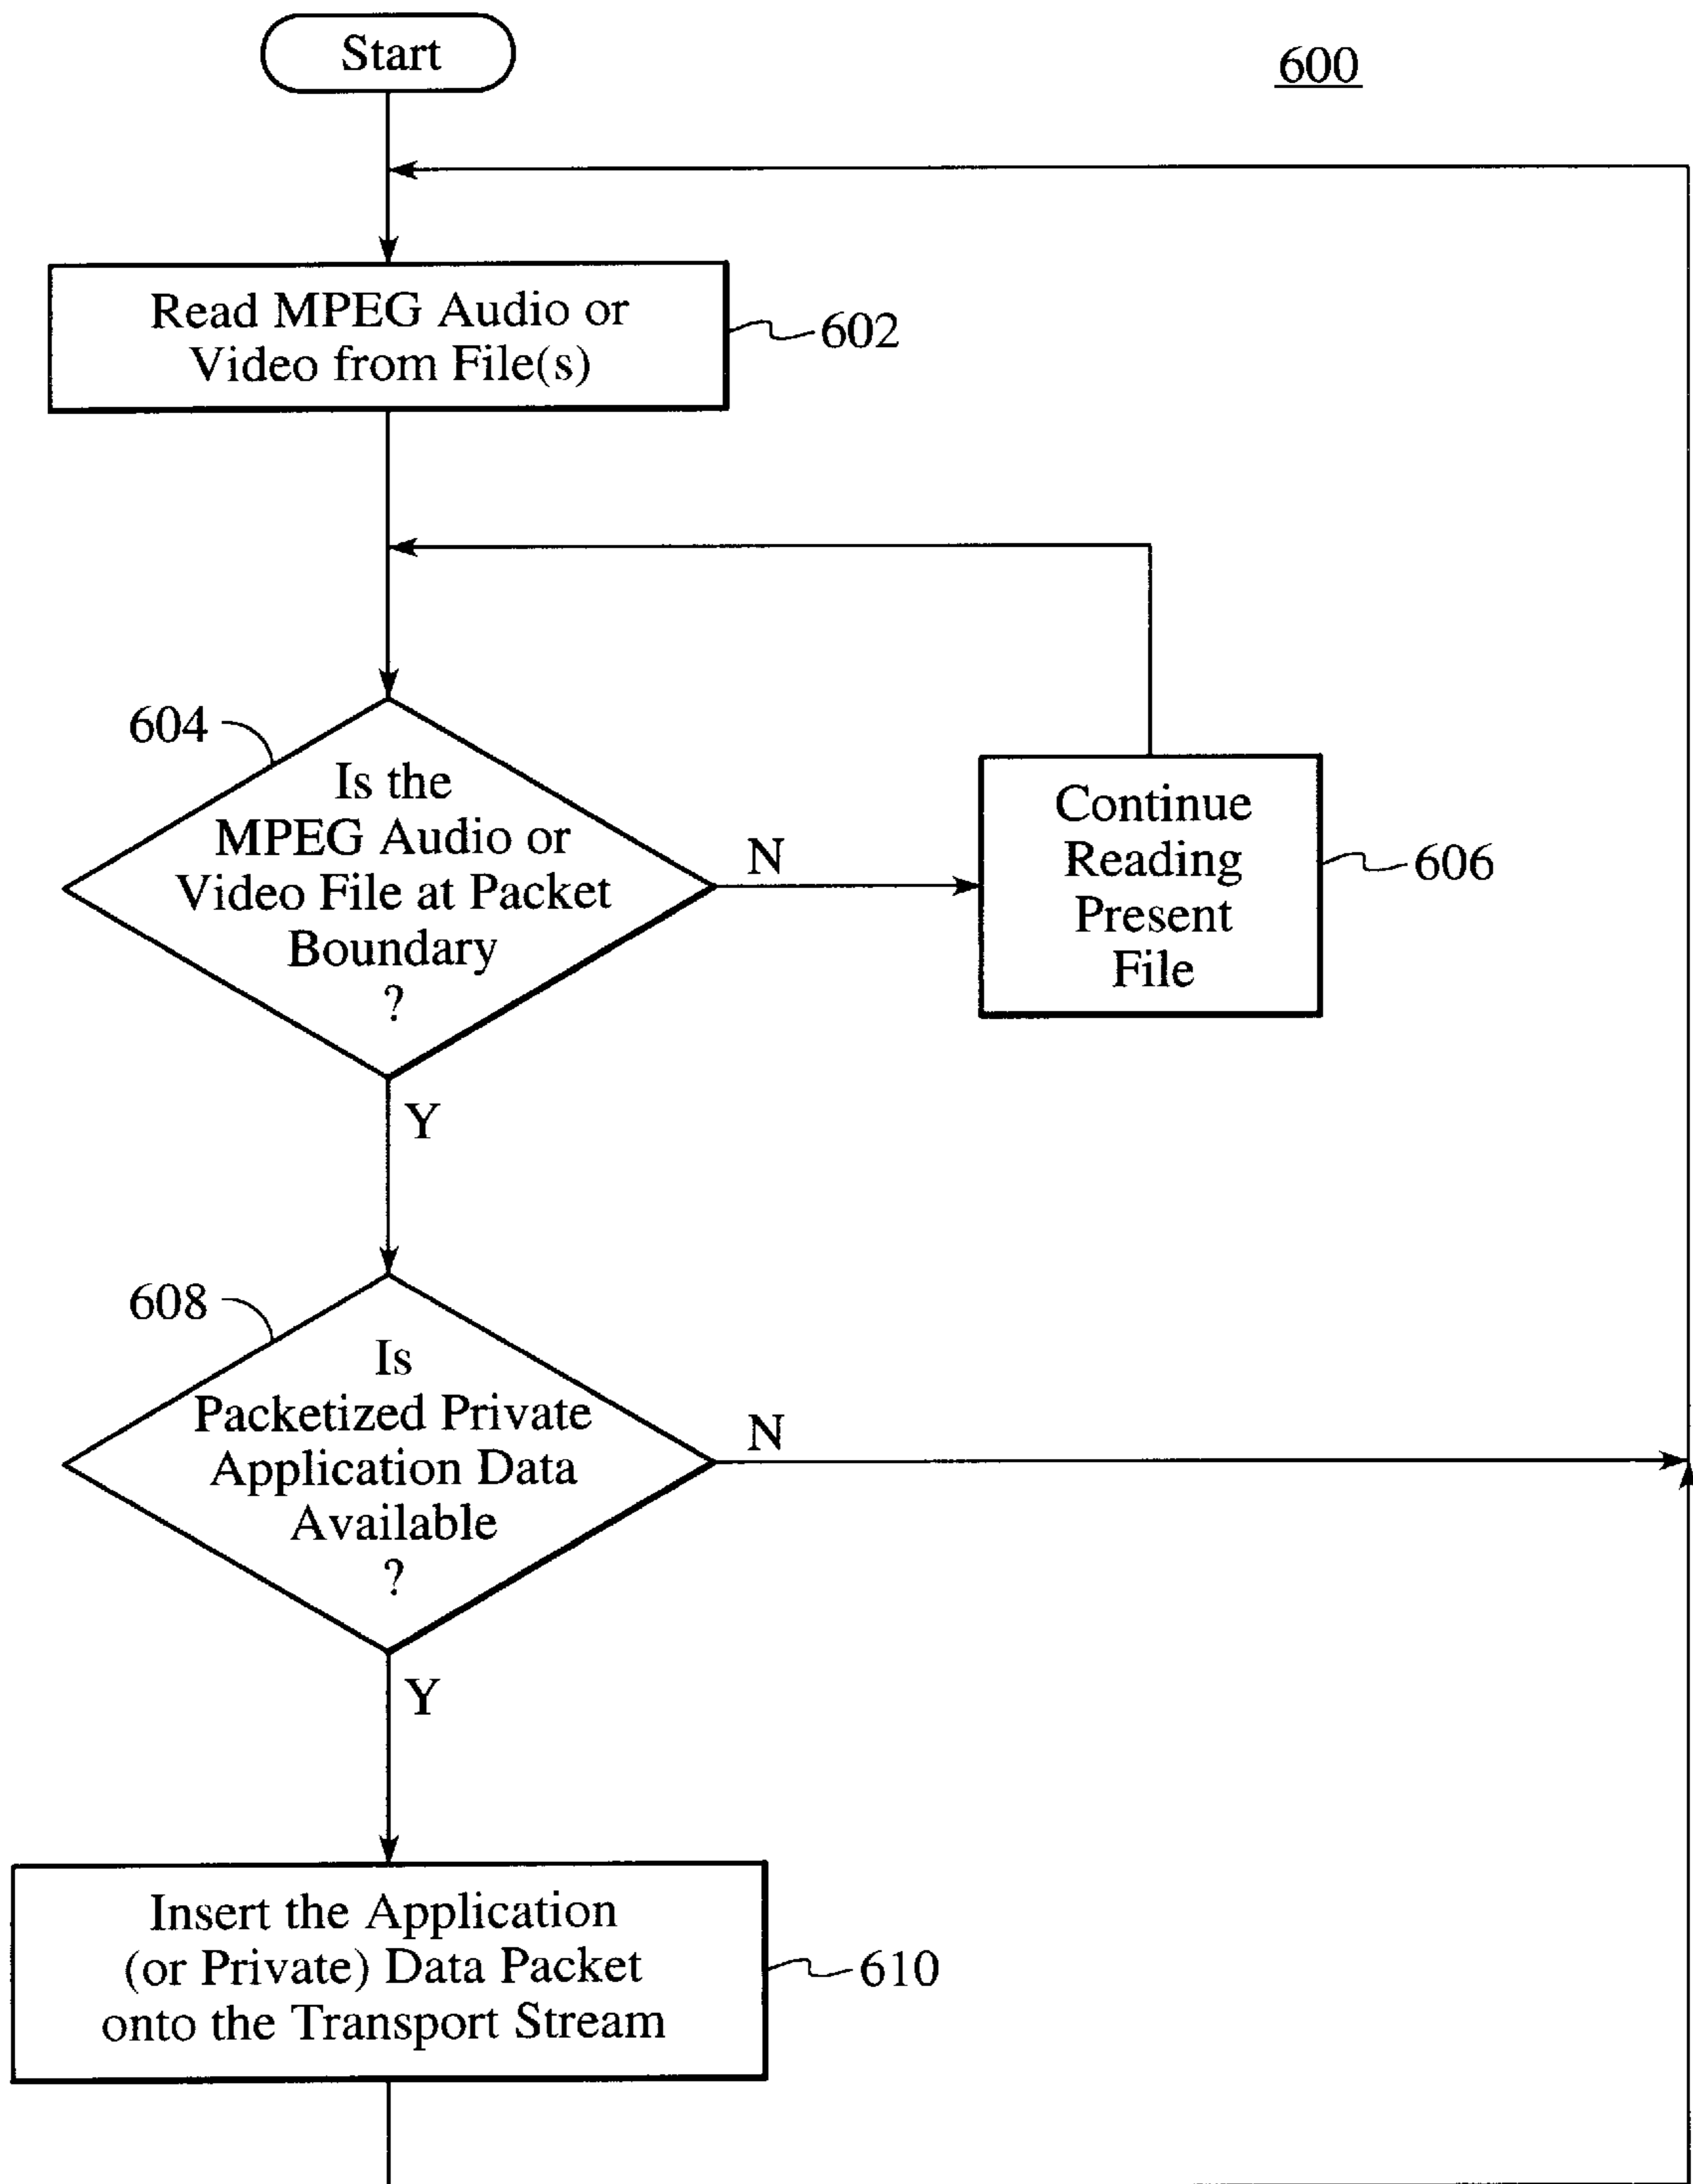 Start
600
Read MPEG Audio or
Video from File(s)
602
604
Is the
MPEG Audio or
Video File at Packet
Boundary
?
N
Continue
Reading
Present
File
606
Y
608
Is
Packetized Private
Application Data
Available
?
N
Y
Insert the Application
(or Private) Data Packet
onto the Transport Stream
610